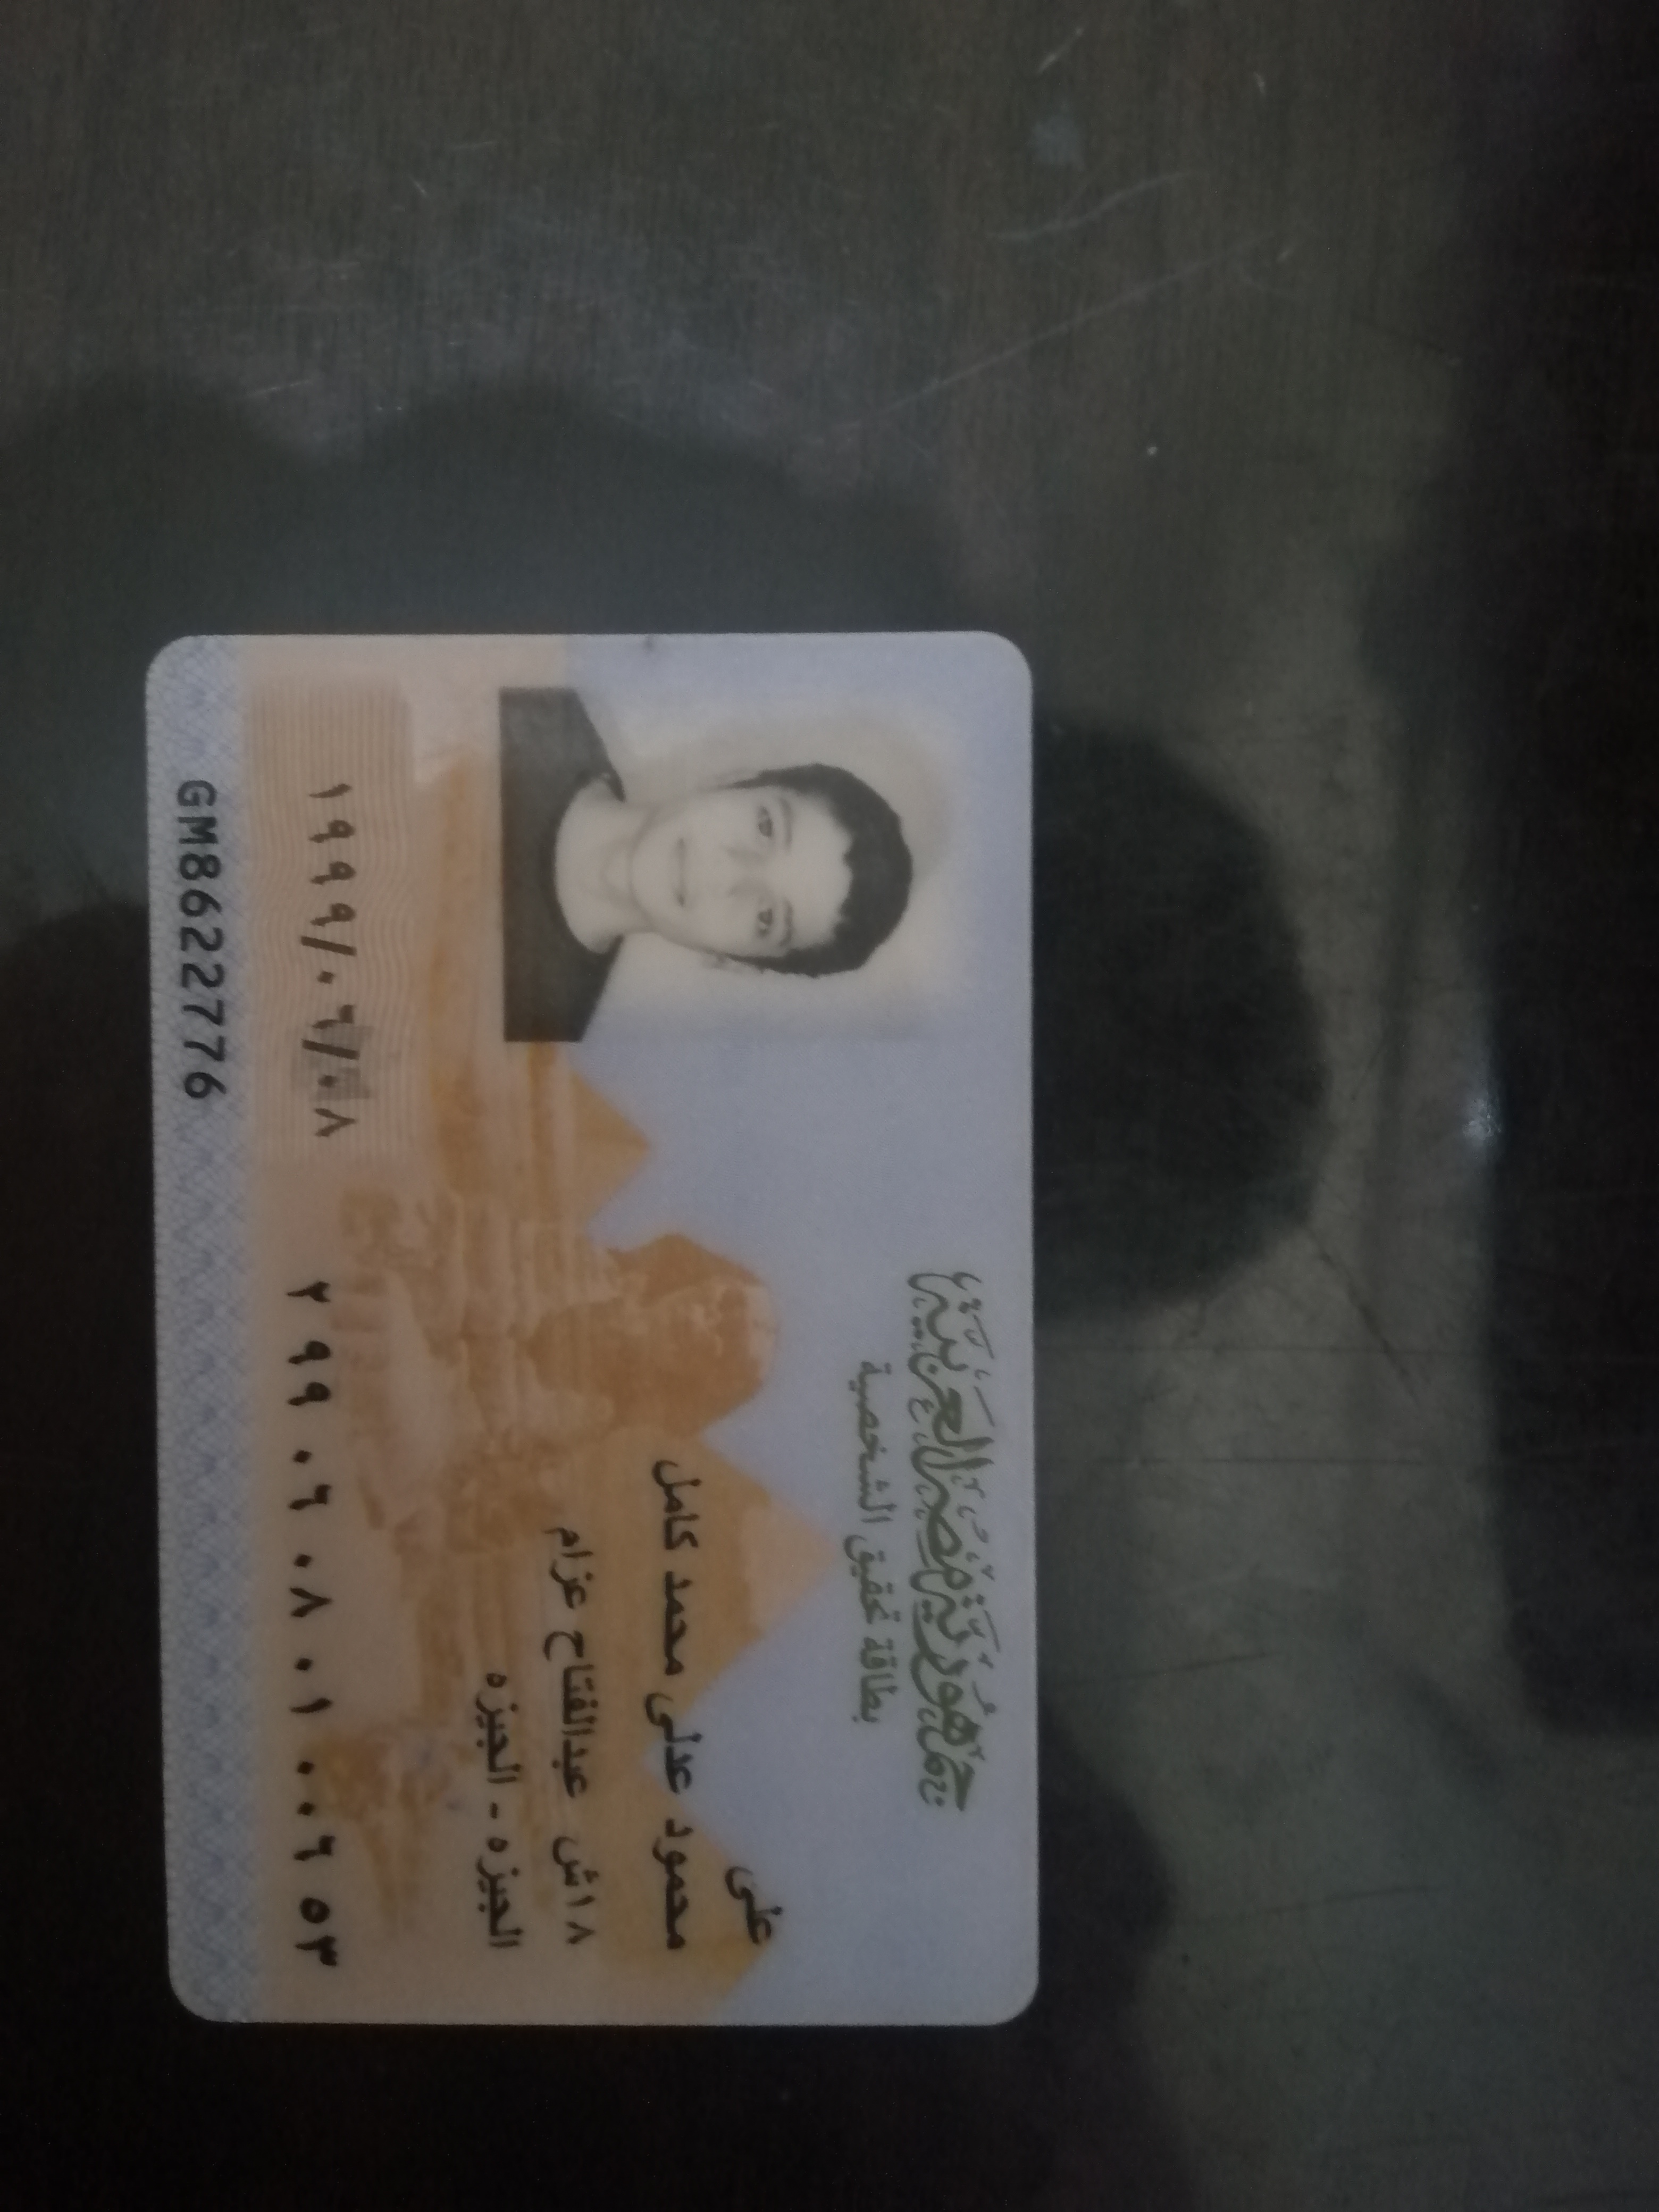 جمهورية مصر العربية
بطاقة تحقيق الشخصية
على
محمود عدلى محمد كامل
١٨ش عبدالفتاح عزام
الجيزه - الجيزه
٢٩٩٠٦٠٨٠١٠٠٦٥٣
١٩٩٩/٠٦/٠٨
GM8622776